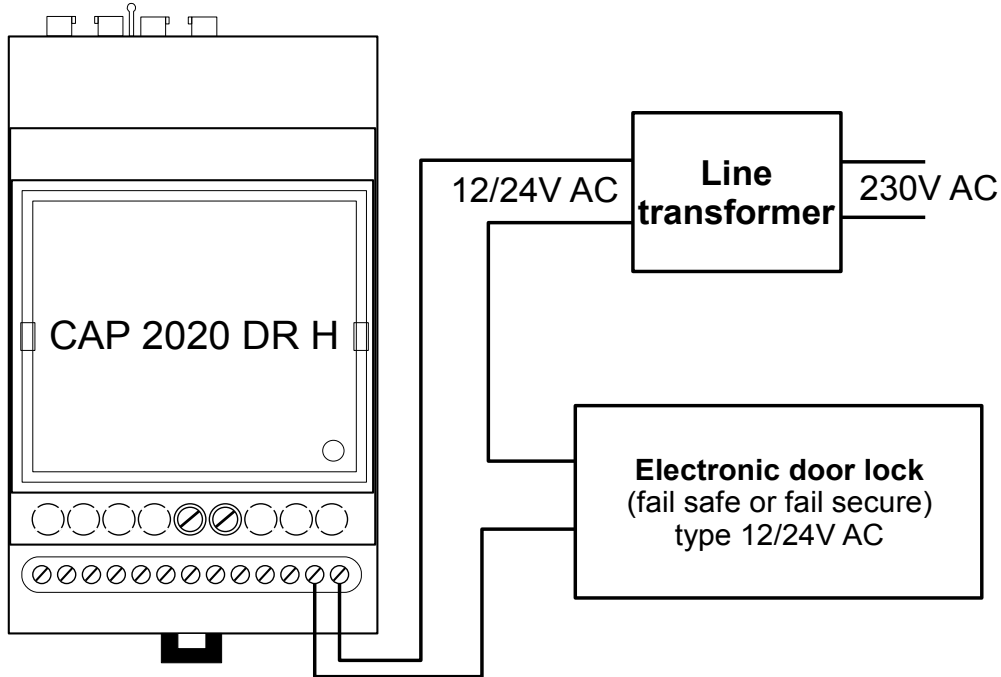 CAP 2020 DR H
12/24V AC
Line
transformer
230V AC
Electronic door lock
(fail safe or fail secure)
type 12/24V AC